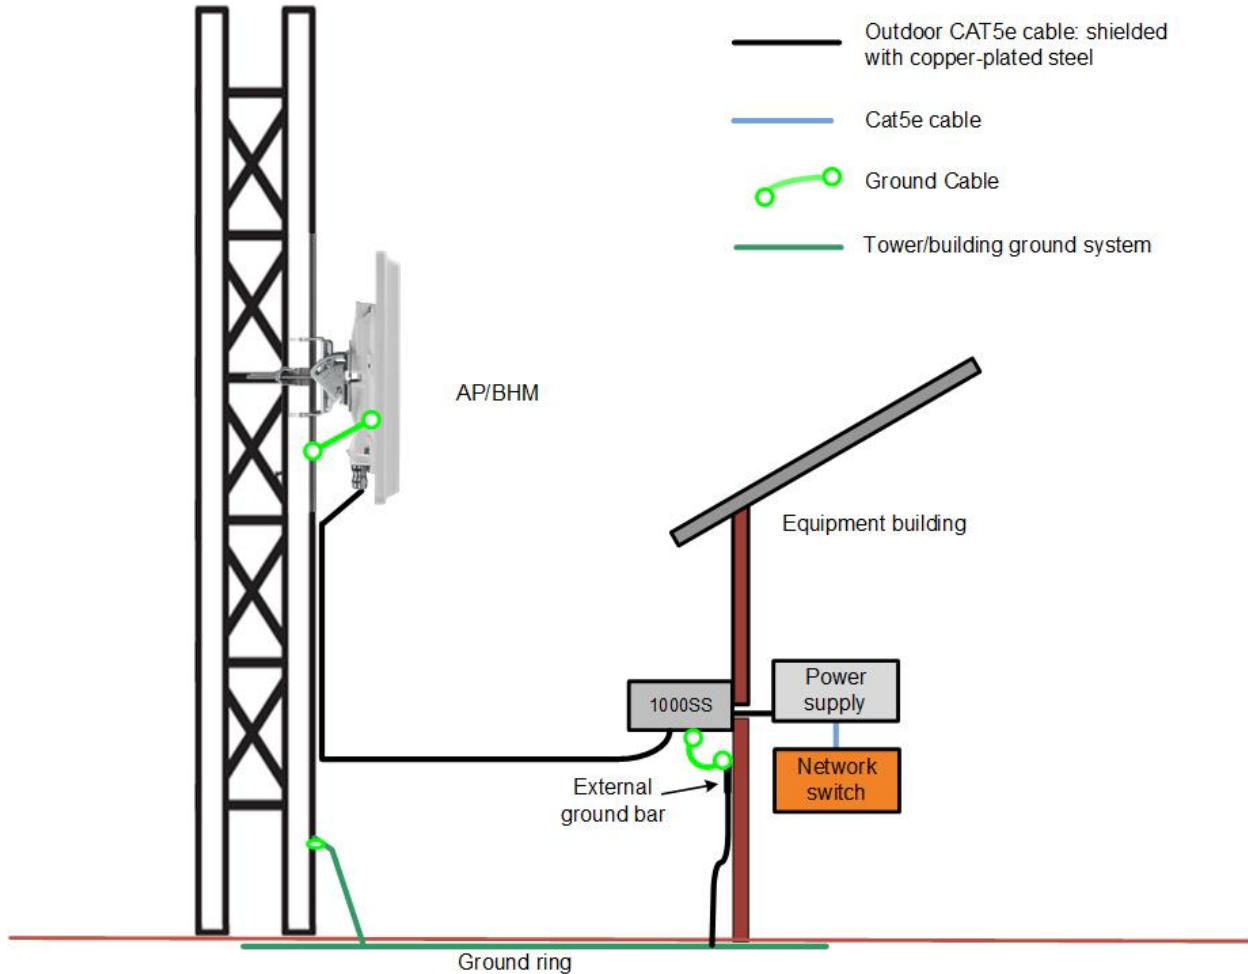 Outdoor CAT5e cable: shielded
with copper-plated steel
Cat5e cable
Ground Cable
Tower/building ground system
AP/BHM
Equipment building
1000SS
Power
supply
Network
switch
External
ground bar
Ground ring